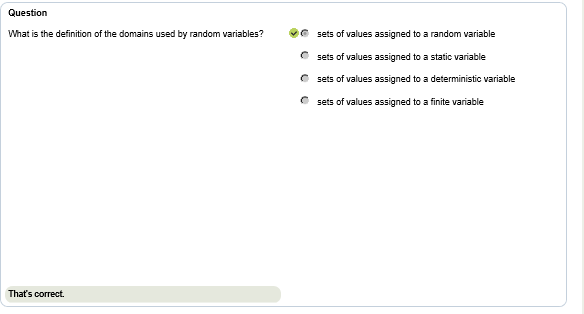 Question
What is the definition of the domains used by random variables?
sets of values assigned to a random variable
sets of values assigned to a static variable
sets of values assigned to a deterministic variable
sets of values assigned to a finite variable
That's correct.